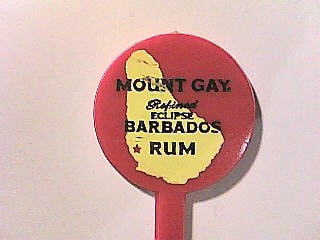 MOUNT GAY
Refined
ECLIPSE
BARBADOS
RUM